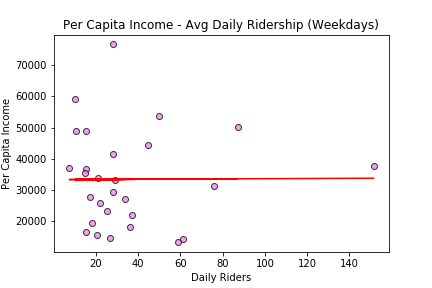 Per Capita Income - Avg Daily Ridership (Weekdays)
70000
60000
50000
40000
30000
20000
Per Capita Income
20 40 60 80 100 120 140
Daily Riders